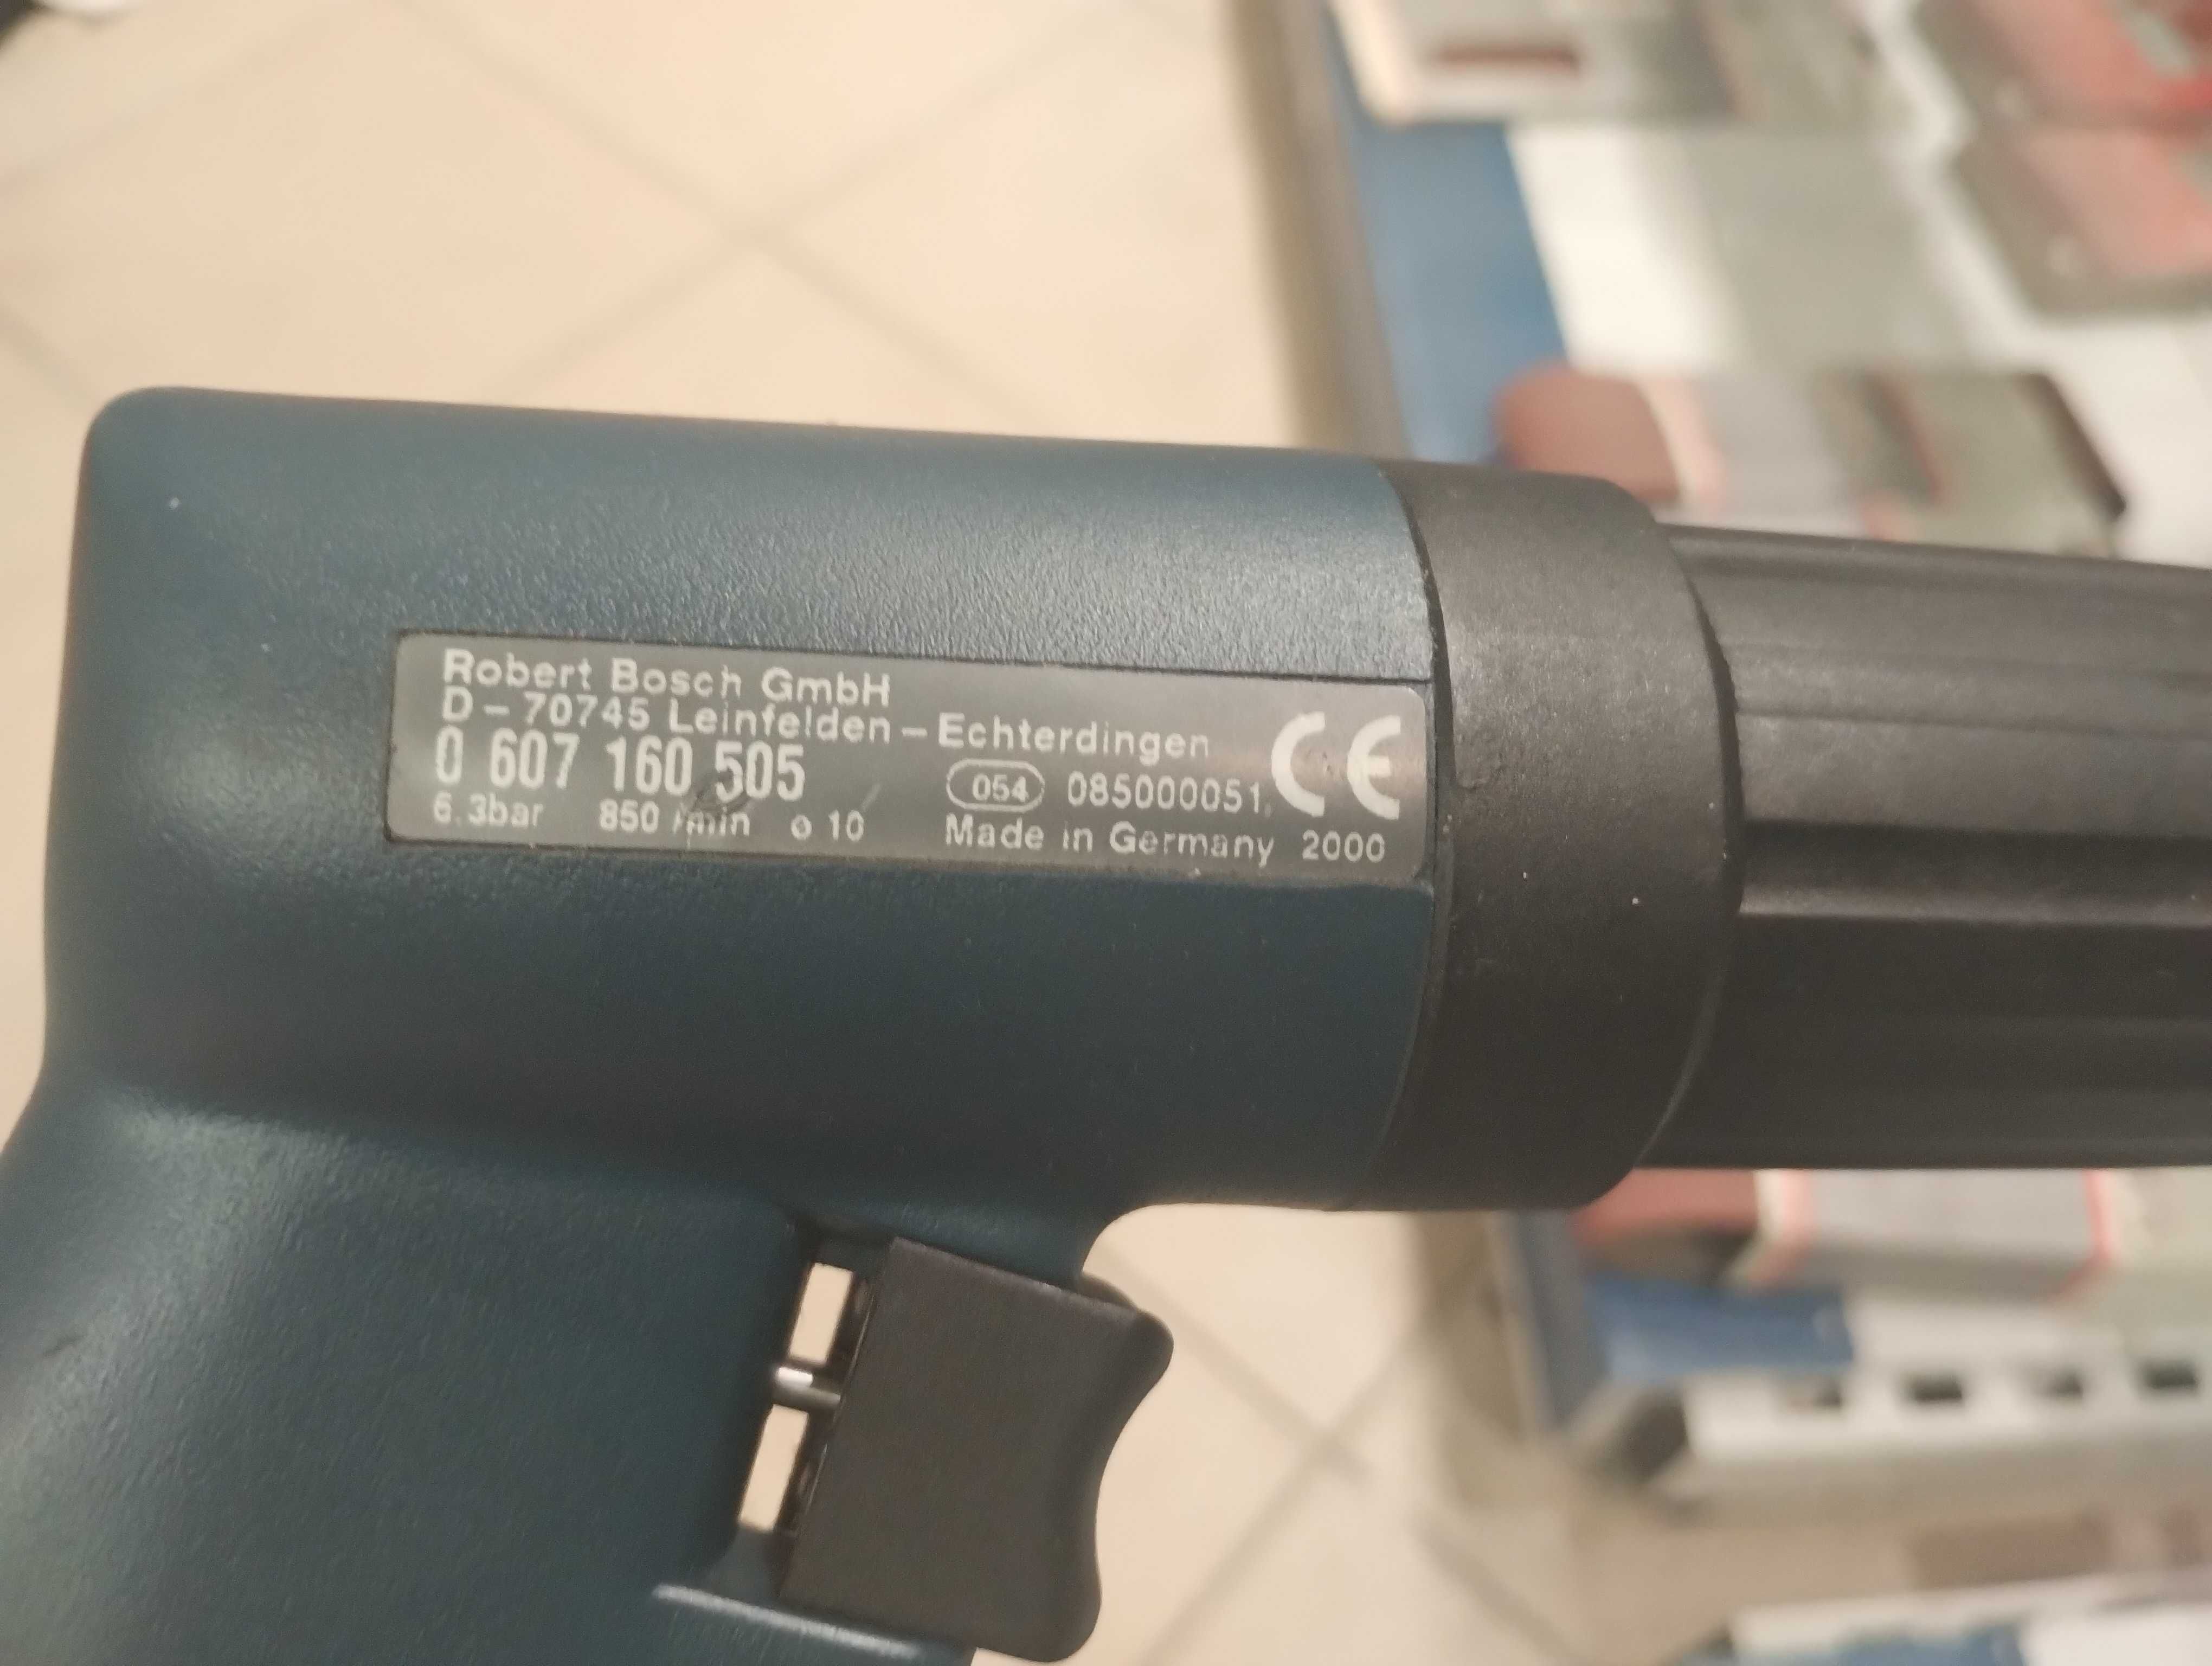 Robert Bosch GmbH
D-70745 Leinfelden-Echterdingen
0 607 160 505
054 085000051
6.3bar 850 /min ø 10
Made in Germany 2000
CE